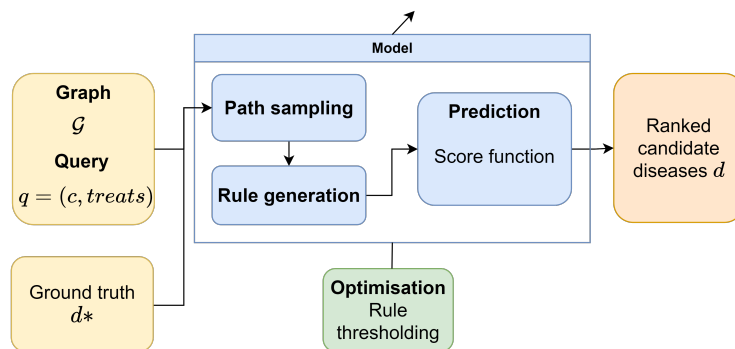 Model
Graph
𝒢
Query
q = (c, treats)
Ground truth
d*
Path sampling
Rule generation
Prediction
Score function
Optimisation
Rule
thresholding
Ranked
candidate
diseases d